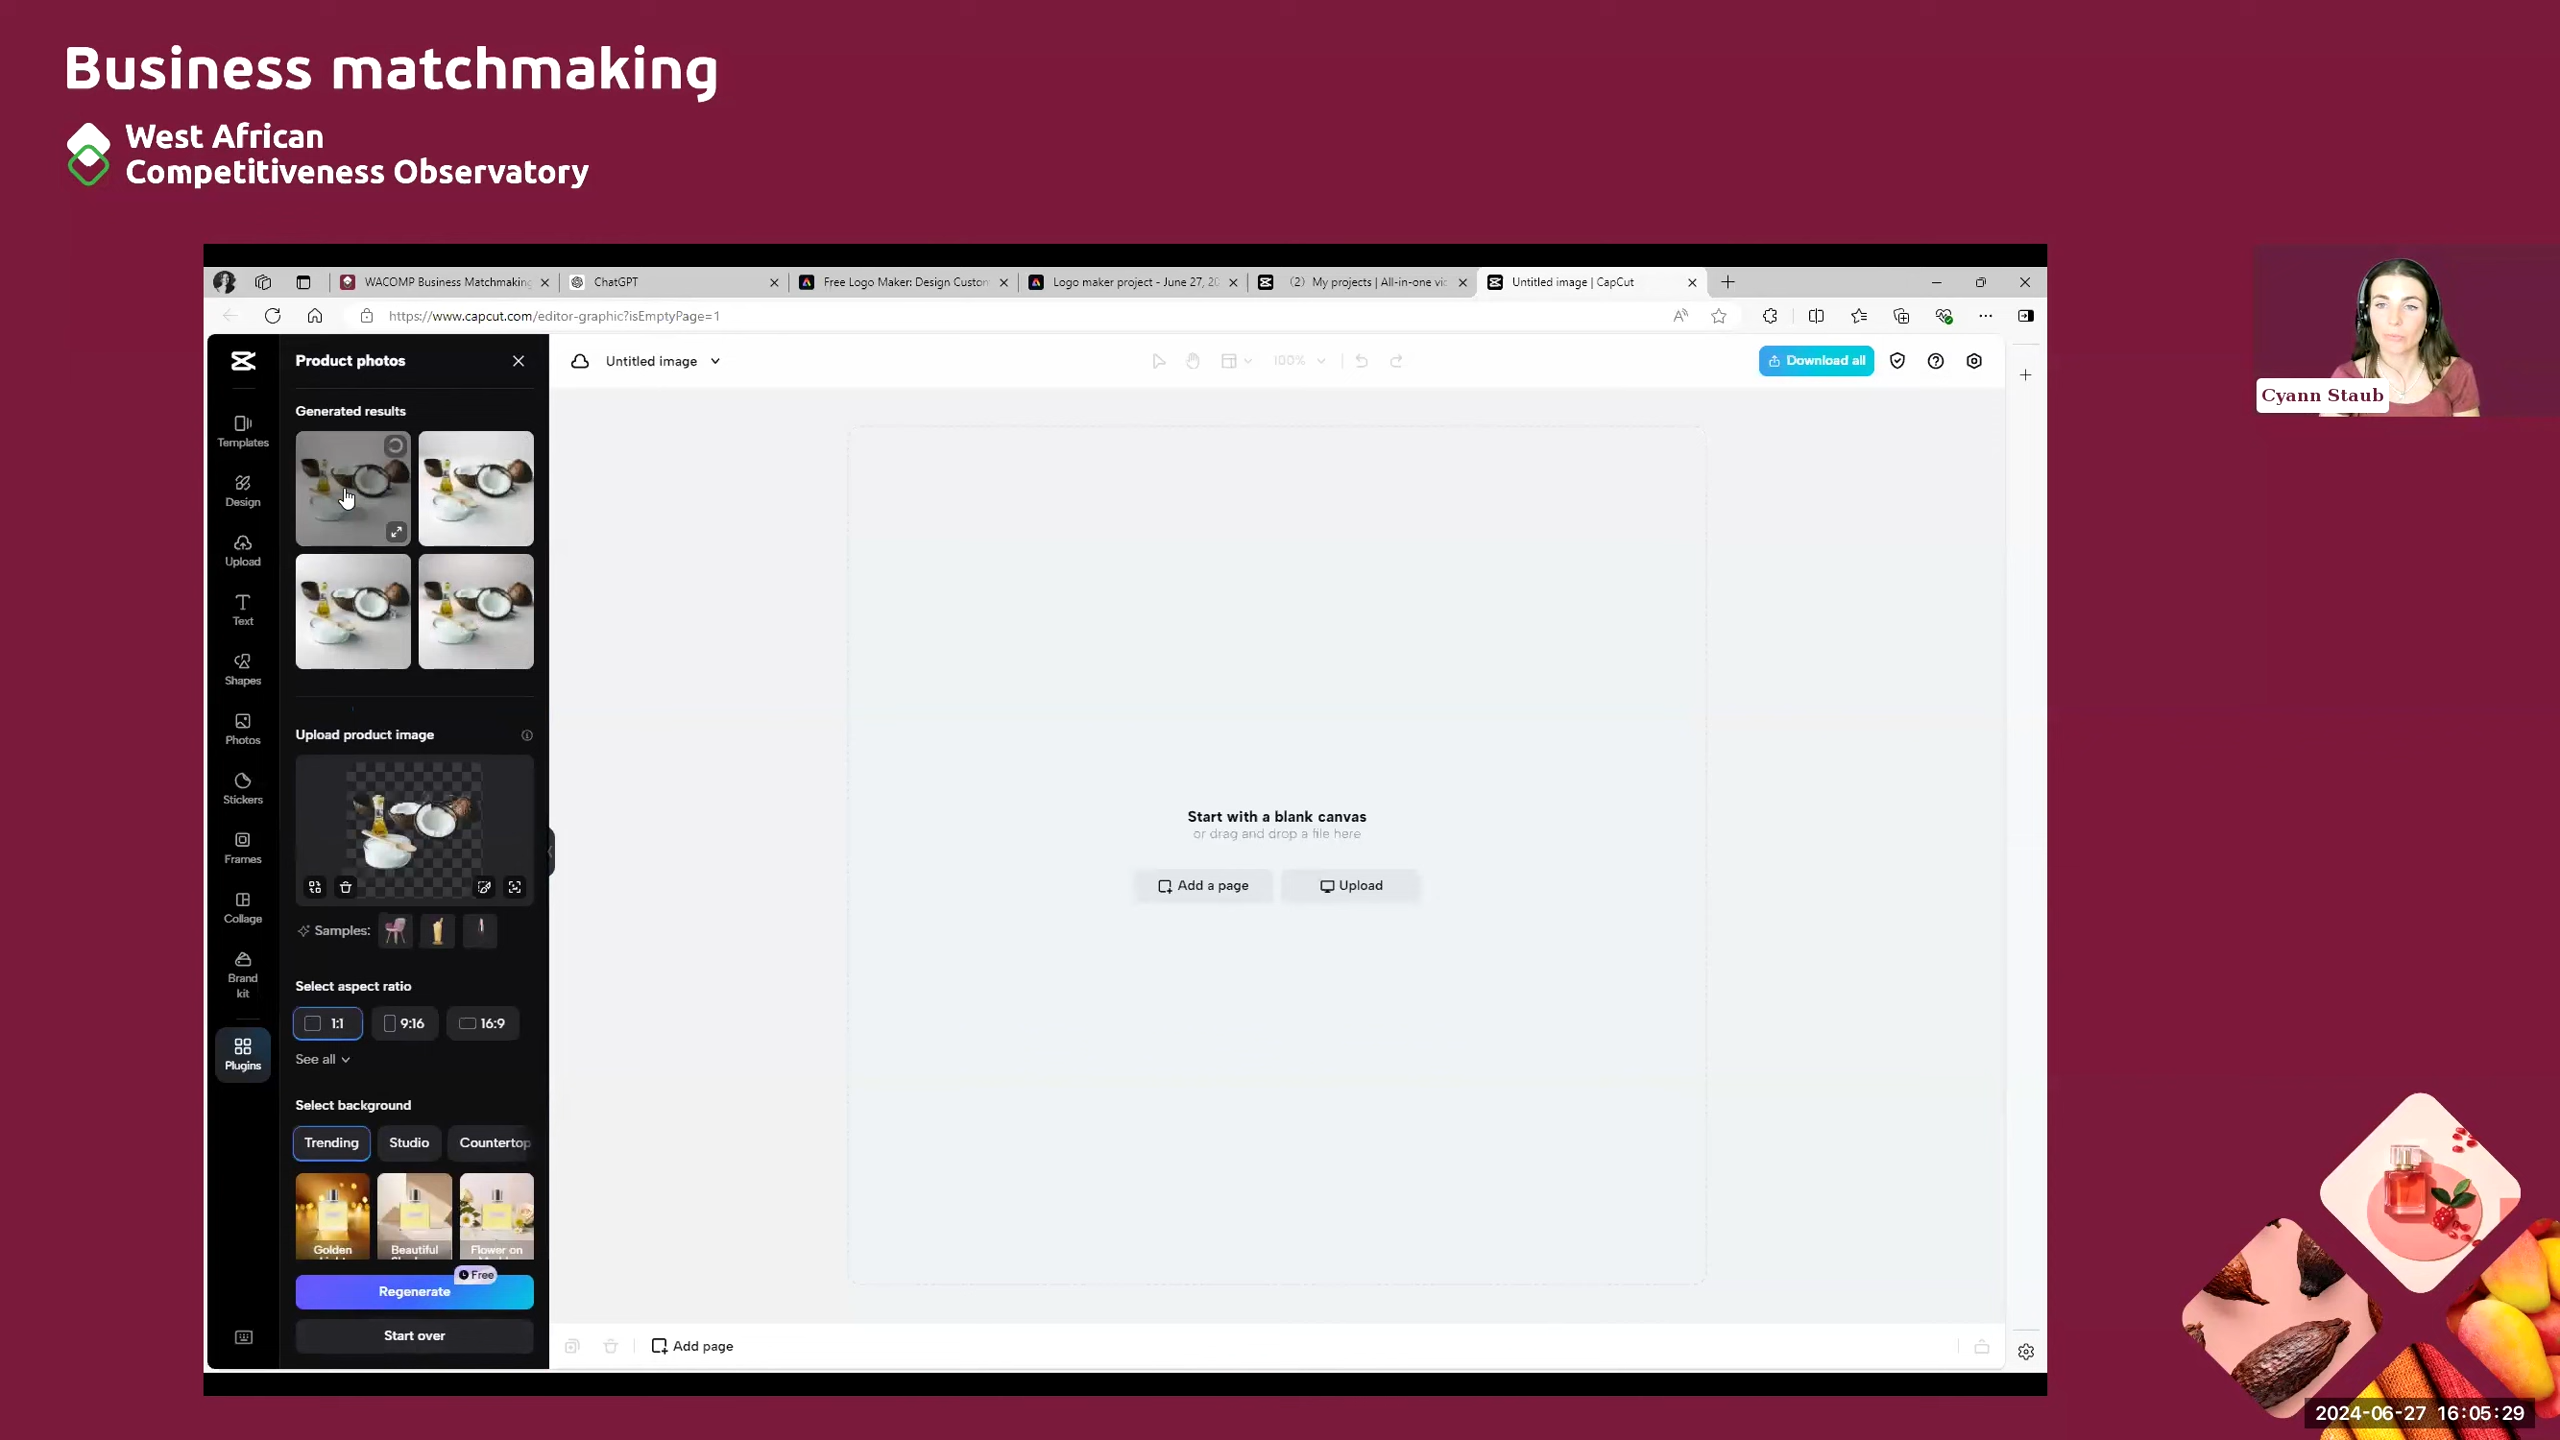 Business matchmaking
West African
Competitiveness Observatory
WACOMP Business Matchmaking
ChatGPT
Free Logo Maker: Design Custom
Logo maker project - June 27, 20
(2) My projects | All-in-one vic
Untitled image | CapCut
https://www.capcut.com/editor-graphic?isEmptyPage=1
Product photos
Untitled image
100%
Download all
Generated results
Templates
Design
Upload
Text
Shapes
Photos
Stickers
Frames
Collage
Brand
kit
Plugins
Upload product image
Samples:
Select aspect ratio
1:1
9:16
16:9
See all
Select background
Trending
Studio
Countertop
Golden
Beautiful
Flower on
Free
Regenerate
Start over
Start with a blank canvas
or drag and drop a file here
Add a page
Upload
Add page
Cyann Staub
2024-06-27 16:05:29